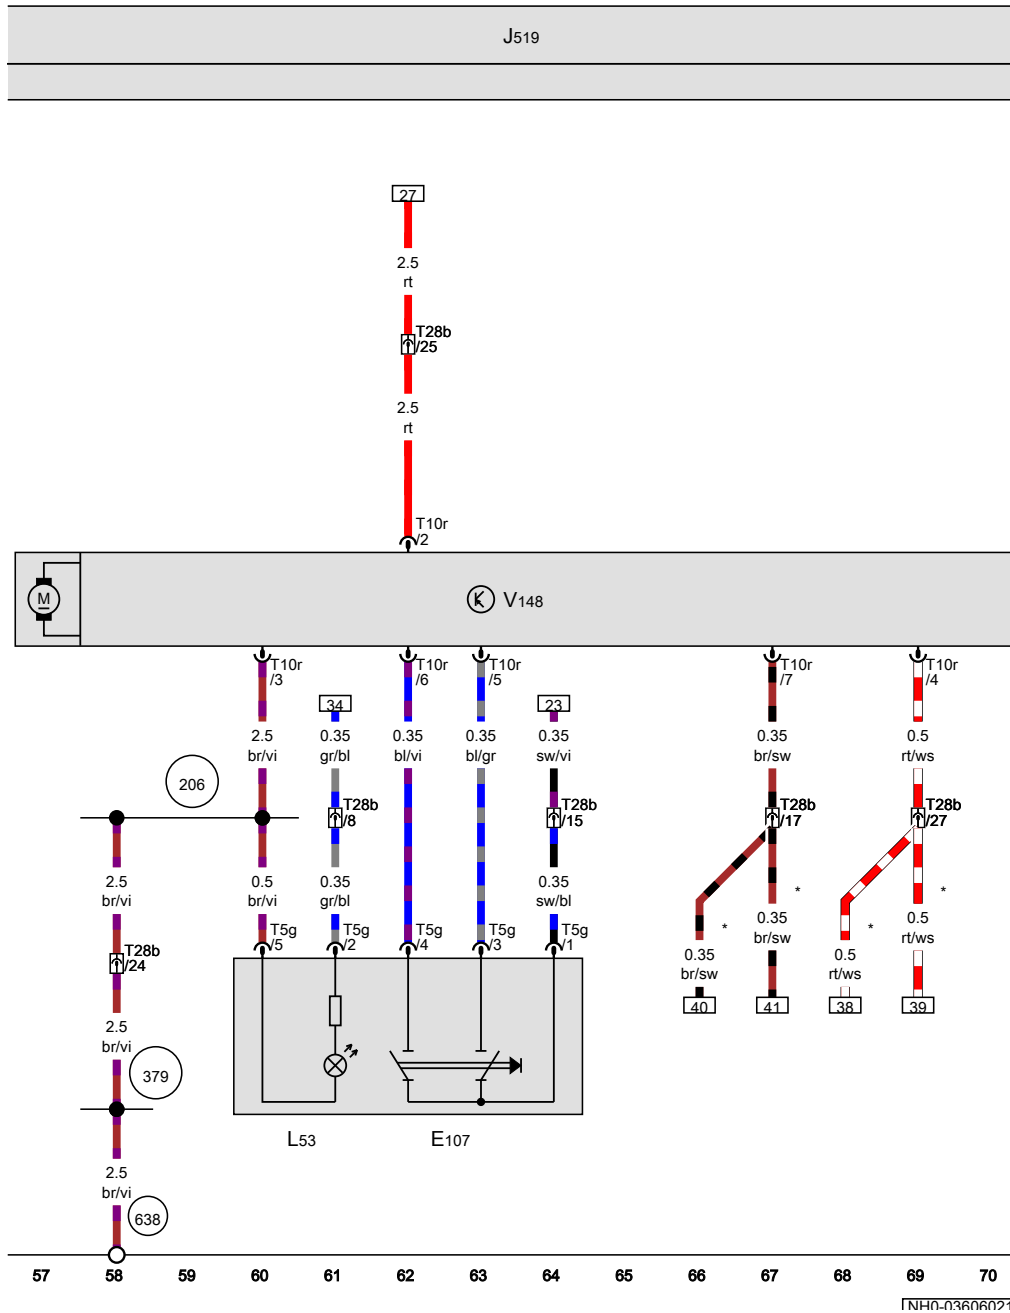 J519
27
2.5
rt
T28b
/25
2.5
rt
T10r
/2
M
V148
T10r
/3
T10r
/6
T10r
/5
T10r
/7
T10r
/4
34
23
2.5
br/vi
0.35
gr/bl
0.35
bl/vi
0.35
bl/gr
0.35
sw/vi
0.35
br/sw
0.5
rt/ws
206
T28b
/8
T28b
/15
T28b
/17
T28b
/27
2.5
br/vi
0.5
br/vi
0.35
gr/bl
0.35
sw/bl
*
*
0.35
br/sw
0.5
rt/ws
T5g
/5
T5g
/2
T5g
/4
T5g
/3
T5g
/1
*
*
T28b
/24
0.35
br/sw
0.5
rt/ws
40
41
38
39
2.5
br/vi
379
L53
E107
2.5
br/vi
638
57 58 59 60 61 62 63 64 65 66 67 68 69 70
NH0-03606021